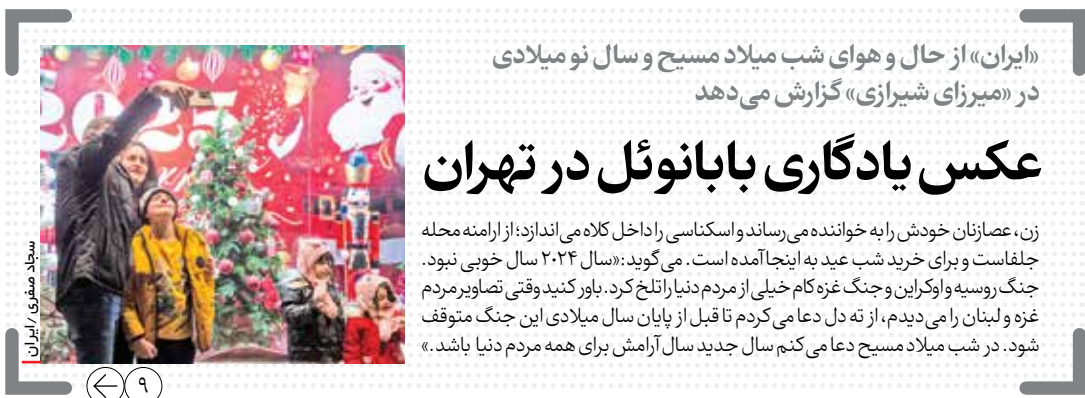 «ایران» از حال و هوای شب میلاد مسیح و سال نو میلادی
در «میرزای شیرازی» گزارش می‌دهد
عکس یادگاری بابانوئل در تهران
زن، عصازنان خودش را به خواننده می‌رساند و اسکناسی را داخل کلاه می‌اندازد؛ از ارامنه محله
جلفاست و برای خرید شب عید به اینجا آمده است. می‌گوید: «سال ۲۰۲۴ سال خوبی نبود.
جنگ روسیه و اوکراین و جنگ غزه کام خیلی از مردم دنیا را تلخ کرد. باور کنید وقتی تصاویر مردم
غزه و لبنان را می‌دیدم، از ته دل دعا می‌کردم تا قبل از پایان سال میلادی این جنگ متوقف
شود. در شب میلاد مسیح دعا می‌کنم سال جدید سال آرامش برای همه مردم دنیا باشد.»
2025
سجاد صفری / ایران
۹